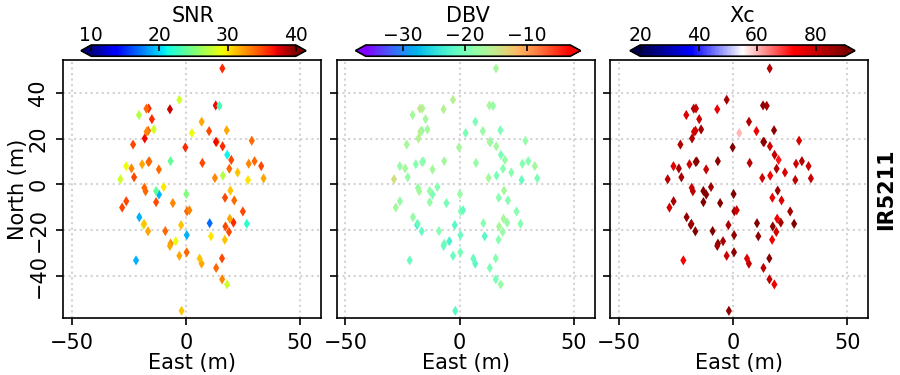 SNR DBV Xc
10 20 30 40 −30 −20 −10 20 40 60 80
40
20
0
−20
−40
North (m)
−50 0 50 −50 0 50 −50 0 50
East (m) East (m) East (m)
IR5211